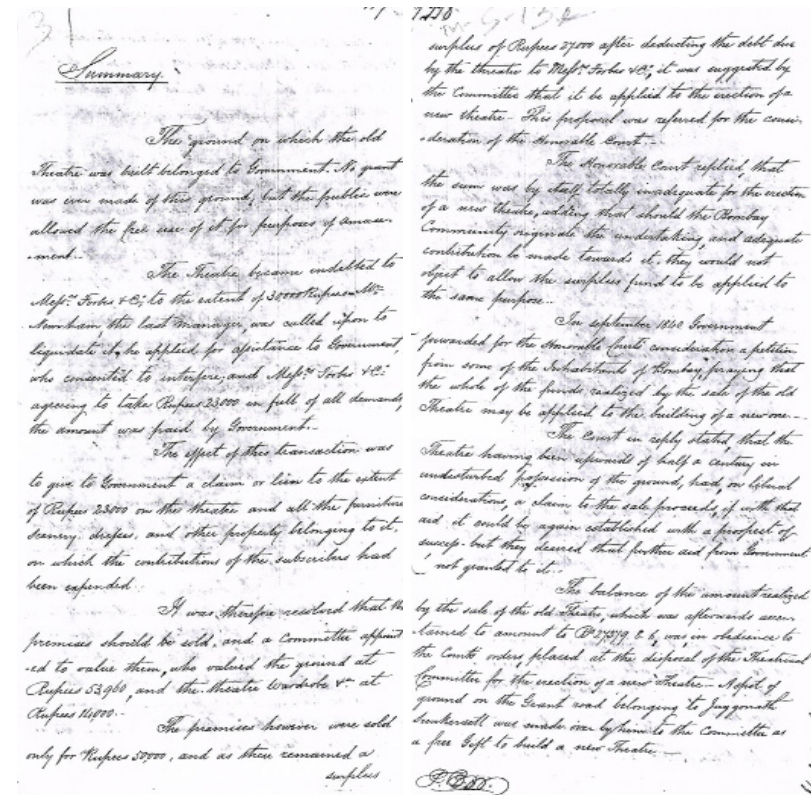 Summary.
The ground on which the old
Theatre was built belonged to Government. No grant
was ever made of this ground, but the public were
allowed the free use of it for purposes of amuse-
-ment.
The Theatre, became indebted to
Messrs. Forbes & Co: to the extent of 30000 Rupees. Mr.
Newnham the last manager, was called upon to
liquidate it, he applied for assistance to Government,
who consented to interfere, and Messrs. Forbes & Co:
agreeing to take Rupees 23000 in full of all demands,
the amount was paid by Government.-
The effect of this transaction was
to give to Government a claim or lien to the extent
of Rupees 23000 on the theatre and all the furniture
scenery, dresses, and other property belonging to it,
on which the contributions of the subscribers had
been expended.
It was therefore resolved that the
premises should be sold, and a Committee appoint
-ed to value them, who valued the ground at
Rupees 53960, and the theatre Wardrobe &ca at
Rupees 14,000.-
The premises however were sold
only for Rupees 50000, and as there remained a
surplus
surplus of Rupees 27000 after deducting the debt due
by the theatre to Messrs. Forbes & Co; it was suggested by
the Committee that it be applied to the erection of a
new theatre - This proposal was referred for the consi-
-deration of the Honorable Court.-
The Honorable Court replied, that
the sum was by itself totally inadequate for the erection
of a new theatre, adding that should the Bombay
Community originate the undertaking, and adequate
contribution be made towards it, they would not
object to allow the surplus fund to be applied to
the same purpose.-
In september 1840 Government
forwarded for the Honorable Courts consideration a petition
from some of the Inhabitants of Bombay, praying that
the whole of the funds realized by the sale of the old
Theatre may be applied to the building of a new one.-
The Court in reply stated, that the
Theatre having been upwards of half a century in
undisturbed possession of the ground, had, on liberal
considerations, a claim to the sale proceeds, if with that
aid it could be again established with a prospect of
success, but they desired that further aid from Government
not granted to it.-
The balance of the amount realized
by the sale of the old Theatre, which was afterwards ascer-
-tained to amount to 27379. 8. 6, was in obedience to
the Courts orders placed at the disposal of the Theatrical
Committee for the erection of a new Theatre - A spot of
ground on the Grant road belonging to Juggonath
Sunkersett was made over by him to the Committee as
a free Gift to build a new Theatre.